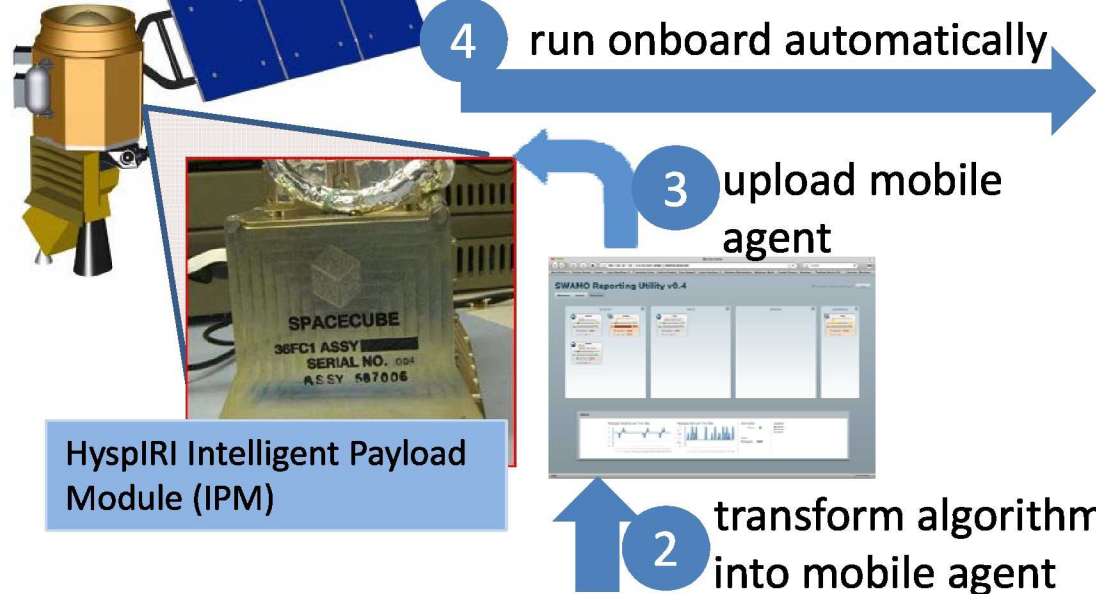 4 run onboard automatically
3 upload mobile
agent
SWAMO Reporting Utility v0.4
SPACECUBE
36FC1 ASSY
SERIAL NO. 004
ASSY 587006
HyspIRI Intelligent Payload
Module (IPM)
2 transform algorithm
into mobile agent